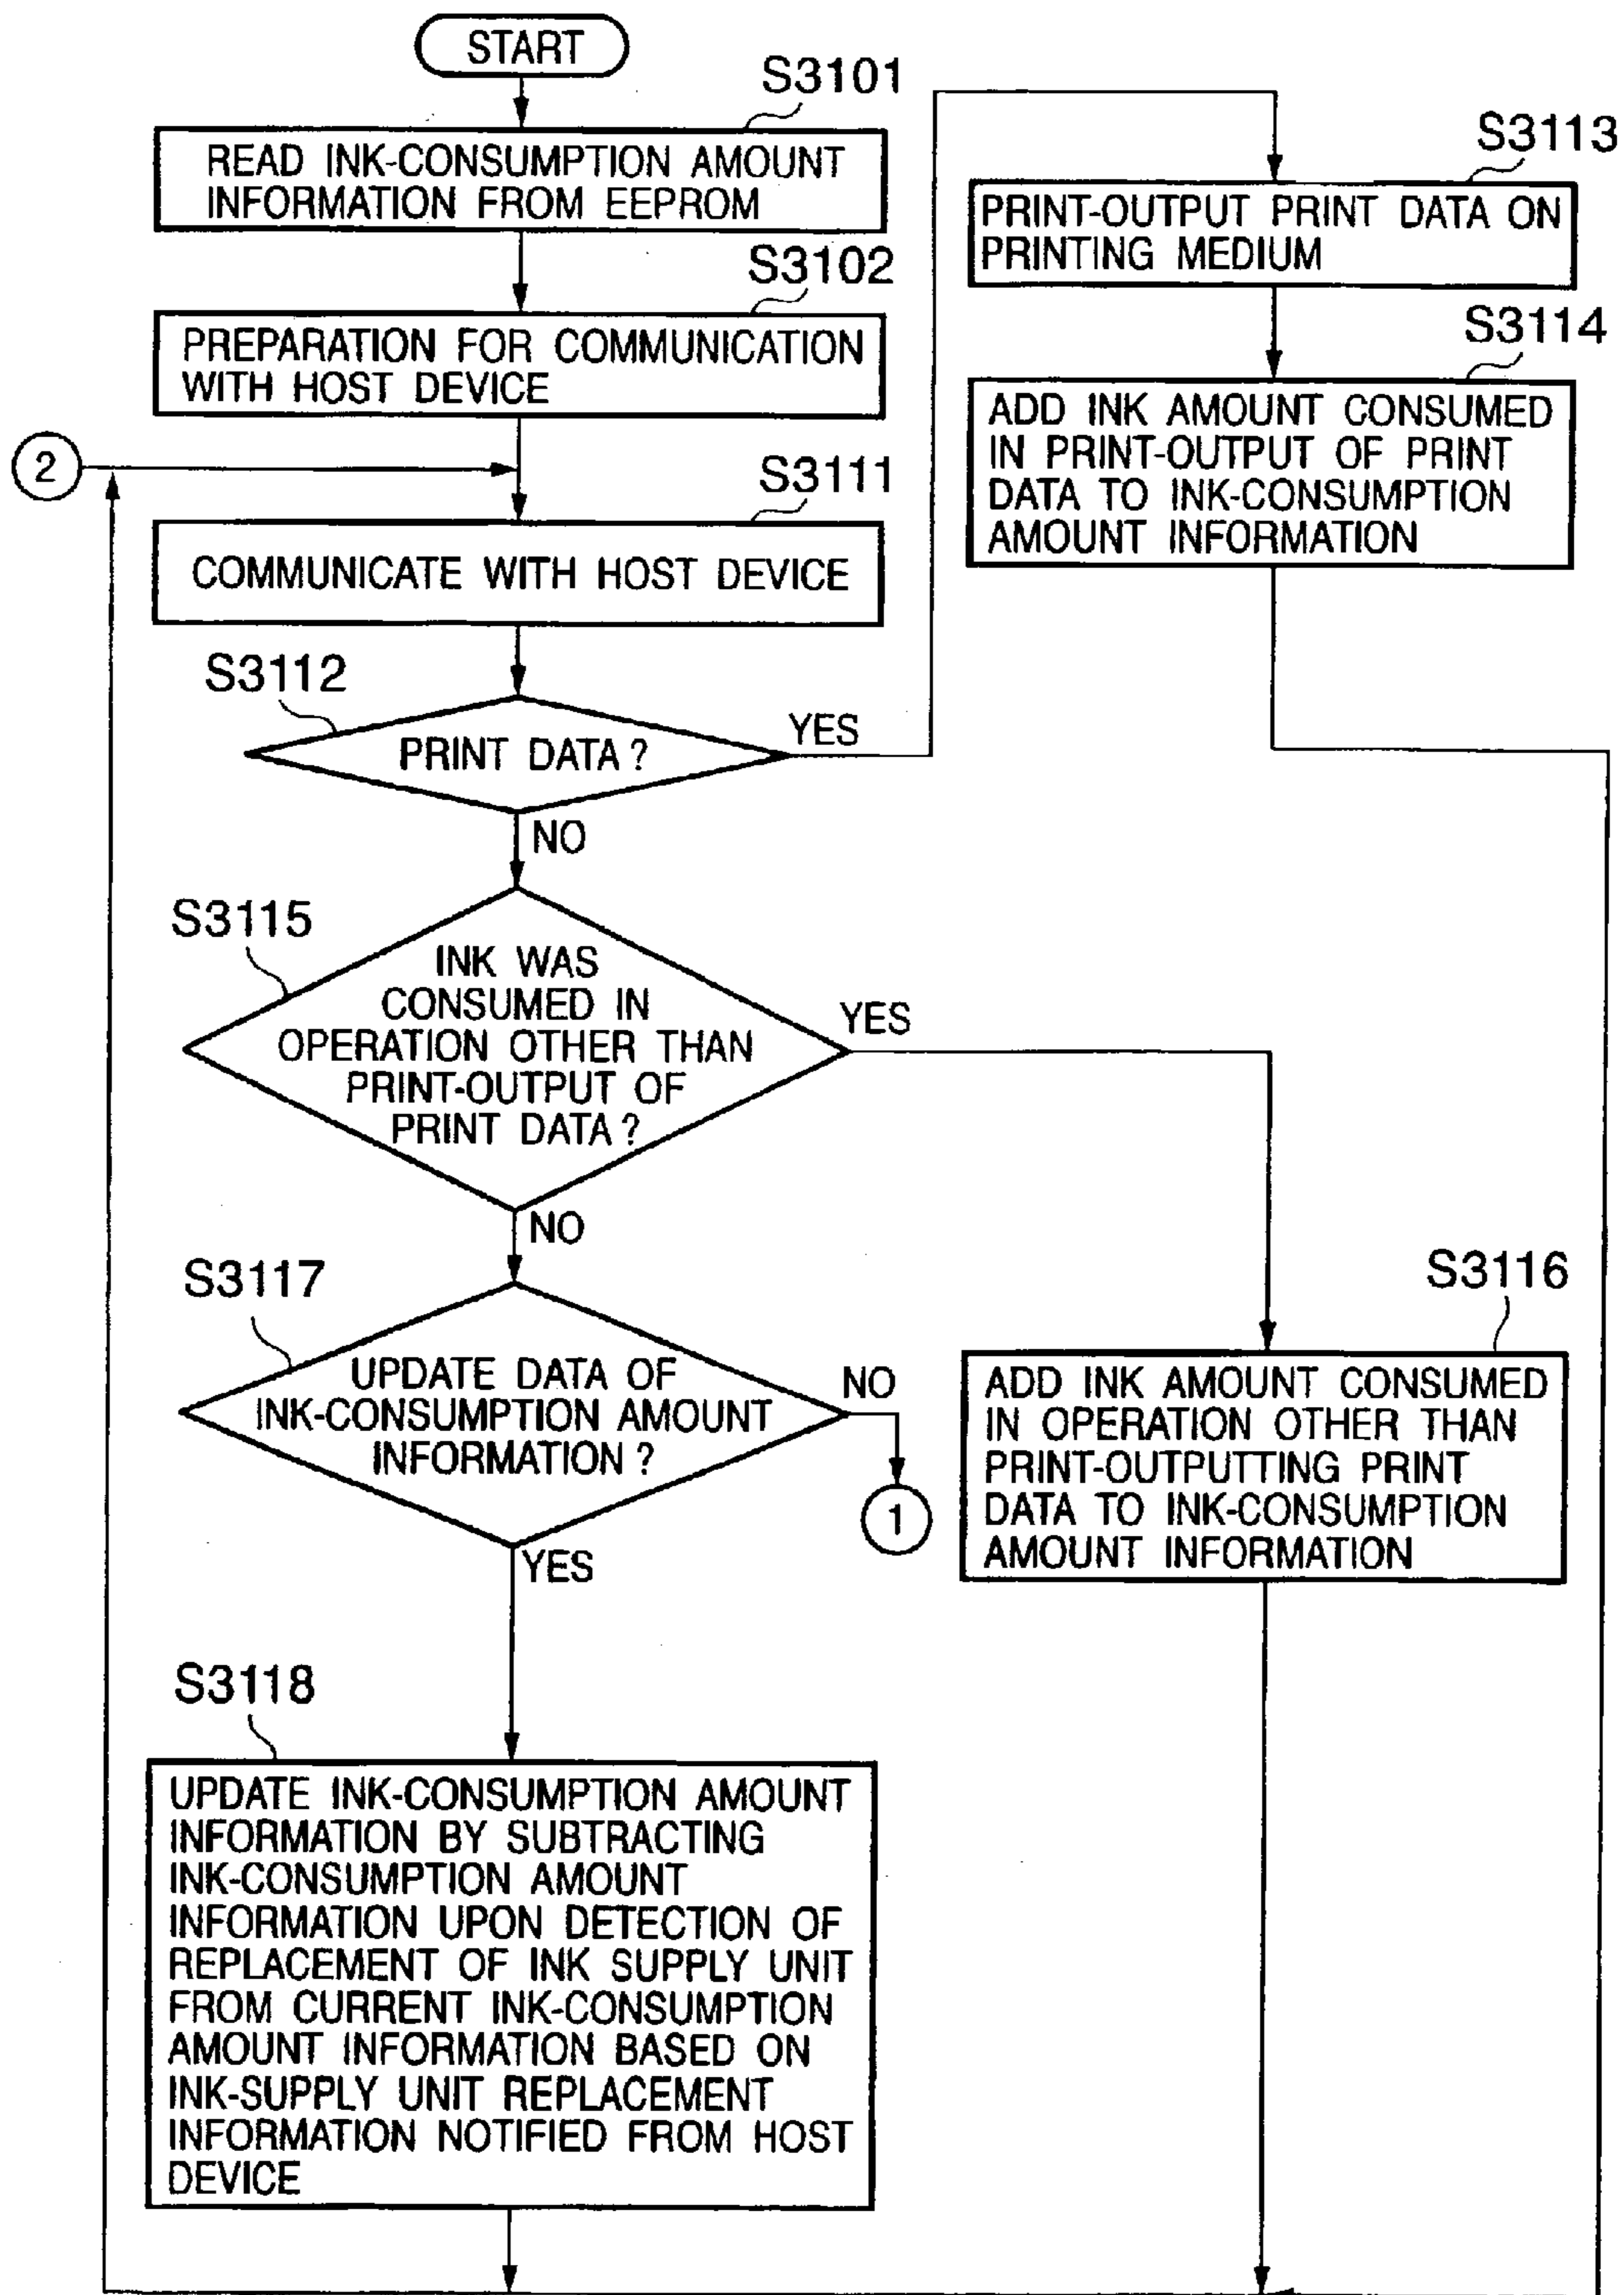 START
S3101
READ INK-CONSUMPTION AMOUNT
INFORMATION FROM EEPROM
S3102
PREPARATION FOR COMMUNICATION
WITH HOST DEVICE
2
S3111
COMMUNICATE WITH HOST DEVICE
S3112
PRINT DATA?
YES
NO
S3113
PRINT-OUTPUT PRINT DATA ON
PRINTING MEDIUM
S3114
ADD INK AMOUNT CONSUMED
IN PRINT-OUTPUT OF PRINT
DATA TO INK-CONSUMPTION
AMOUNT INFORMATION
S3115
INK WAS
CONSUMED IN
OPERATION OTHER THAN
PRINT-OUTPUT OF
PRINT DATA?
YES
NO
S3116
ADD INK AMOUNT CONSUMED
IN OPERATION OTHER THAN
PRINT-OUTPUTTING PRINT
DATA TO INK-CONSUMPTION
AMOUNT INFORMATION
S3117
UPDATE DATA OF
INK-CONSUMPTION AMOUNT
INFORMATION?
NO
1
YES
S3118
UPDATE INK-CONSUMPTION AMOUNT
INFORMATION BY SUBTRACTING
INK-CONSUMPTION AMOUNT
INFORMATION UPON DETECTION OF
REPLACEMENT OF INK SUPPLY UNIT
FROM CURRENT INK-CONSUMPTION
AMOUNT INFORMATION BASED ON
INK-SUPPLY UNIT REPLACEMENT
INFORMATION NOTIFIED FROM HOST
DEVICE